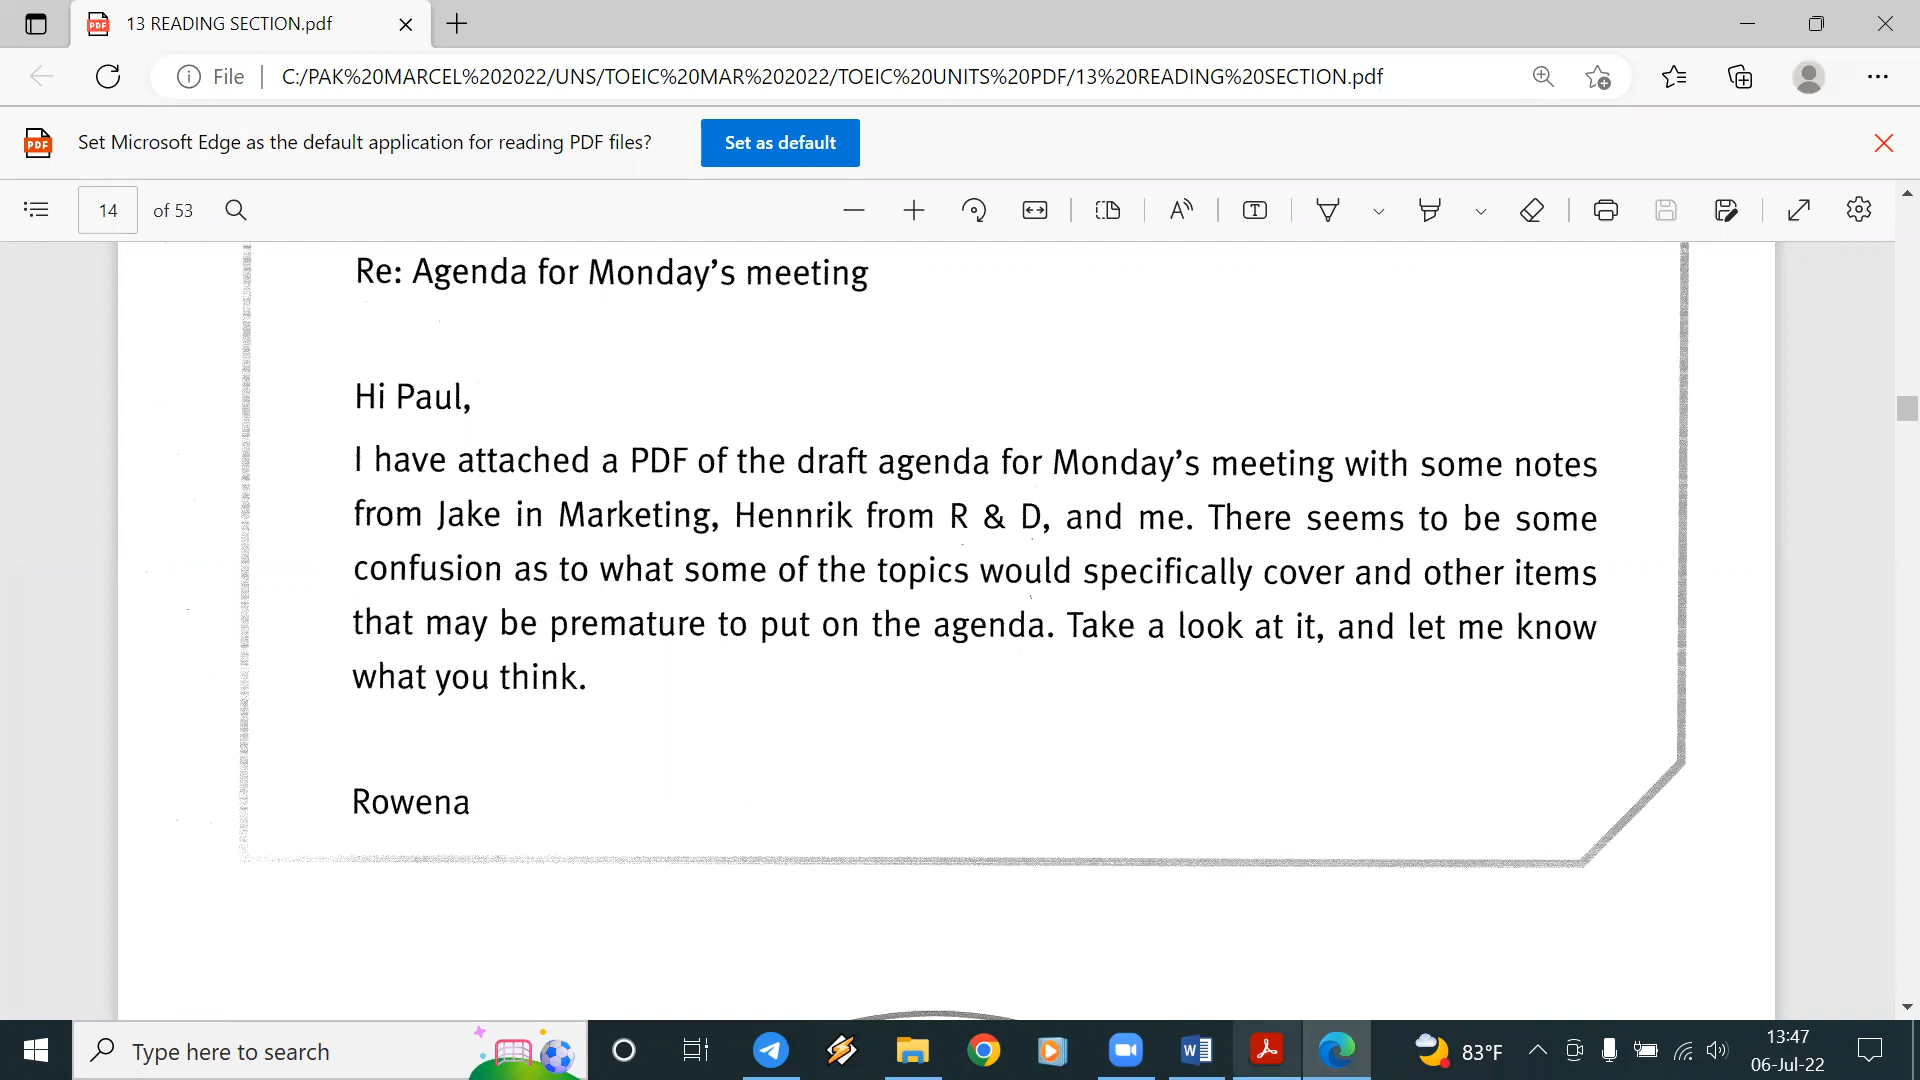 13 READING SECTION.pdf
File
C:/PAK%20MARCEL%202022/UNS/TOEIC%20MAR%202022/TOEIC%20UNITS%20PDF/13%20READING%20SECTION.pdf
PDF
Set Microsoft Edge as the default application for reading PDF files?
Set as default
14 of 53
Re: Agenda for Monday's meeting
Hi Paul,
I have attached a PDF of the draft agenda for Monday's meeting with some notes
from Jake in Marketing, Hennrik from R & D, and me. There seems to be some
confusion as to what some of the topics would specifically cover and other items
that may be premature to put on the agenda. Take a look at it, and let me know
what you think.
Rowena
Type here to search
83°F
13:47
06-Jul-22